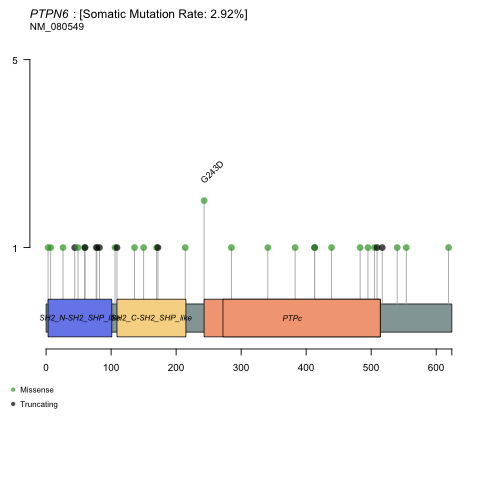 PTPN6 : [Somatic Mutation Rate: 2.92%]
NM_080549
5
G243D
1
SH2_N-SH2_SHP_like
SH2_C-SH2_SHP_like
PTPc
0 100 200 300 400 500 600
Missense
Truncating